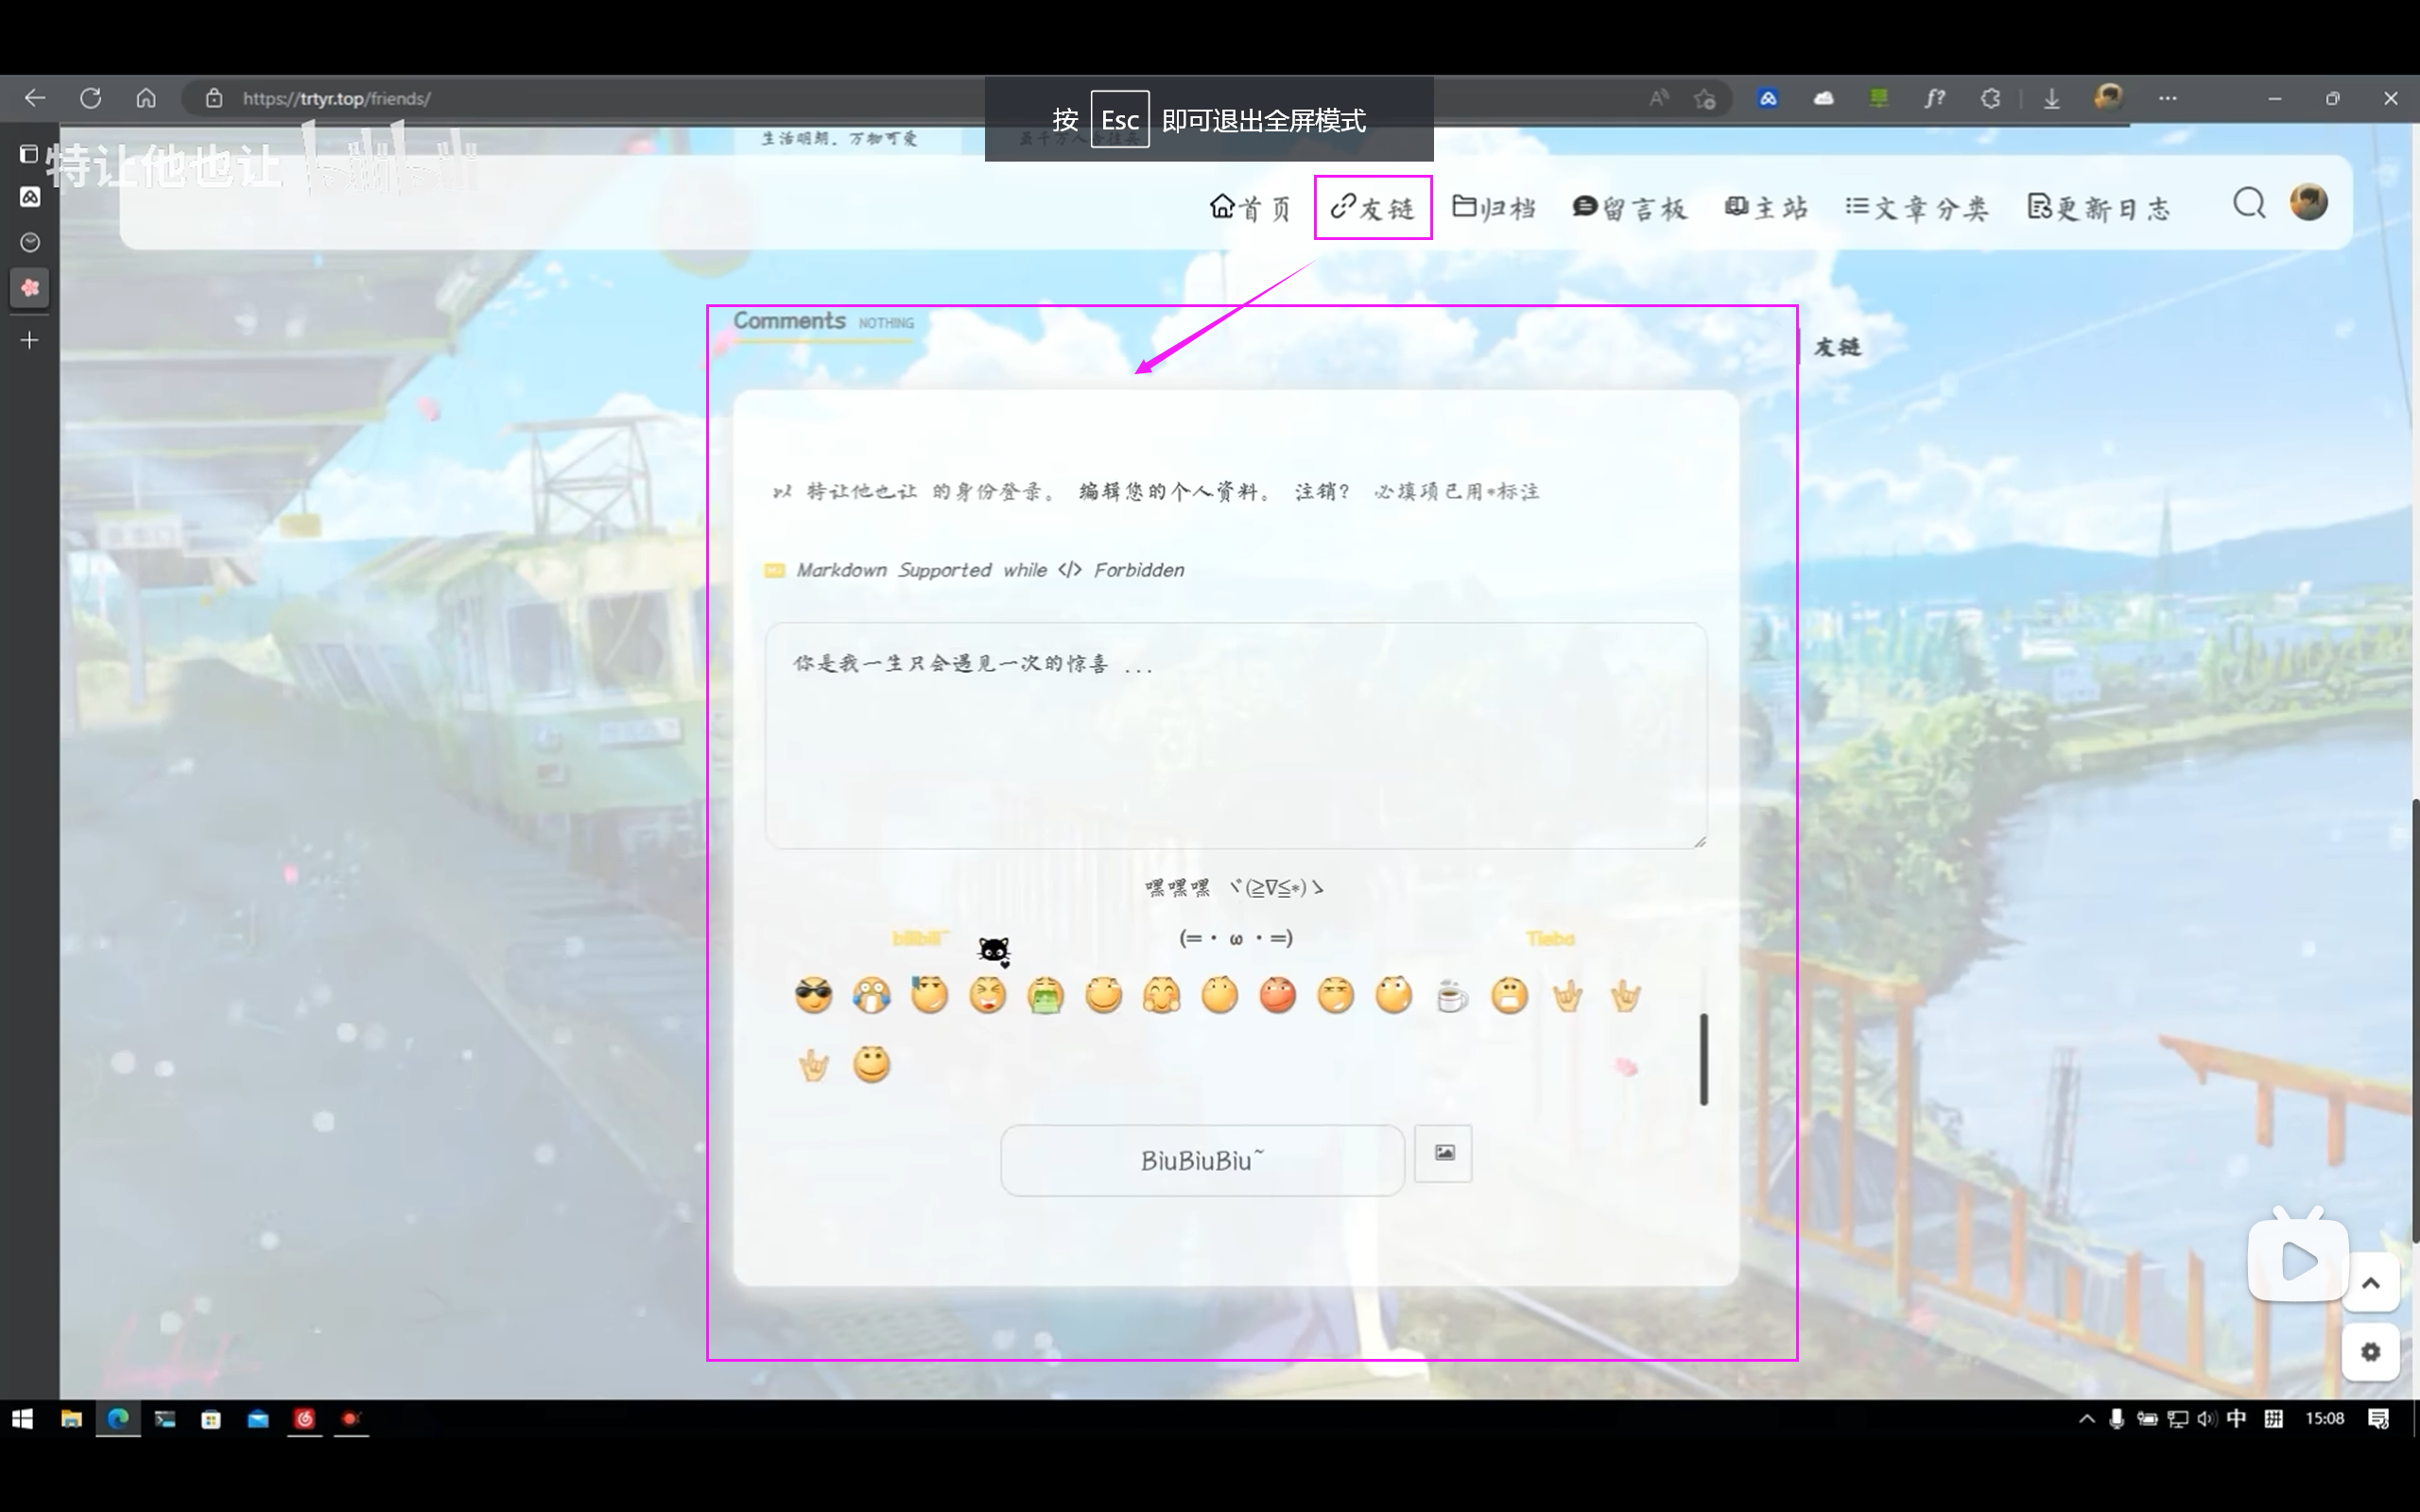 https://trtyr.top/friends/
按 Esc 即可退出全屏模式
生活明朗，万物可爱
特让他也让 bilibili
首页 友链 归档 留言板 主站 文章分类 更新日志
Comments NOTHING
友链
以 特让他也让 的身份登录。 编辑您的个人资料。 注销？ 必填项已用*标注
Markdown Supported while </> Forbidden
你是我一生只会遇见一次的惊喜 ...
嘿嘿嘿 ヾ(≧∇≦*)ゝ
bilibili~ (=・ω・=) Tieba
BiuBiuBiu~
中 拼 15:08